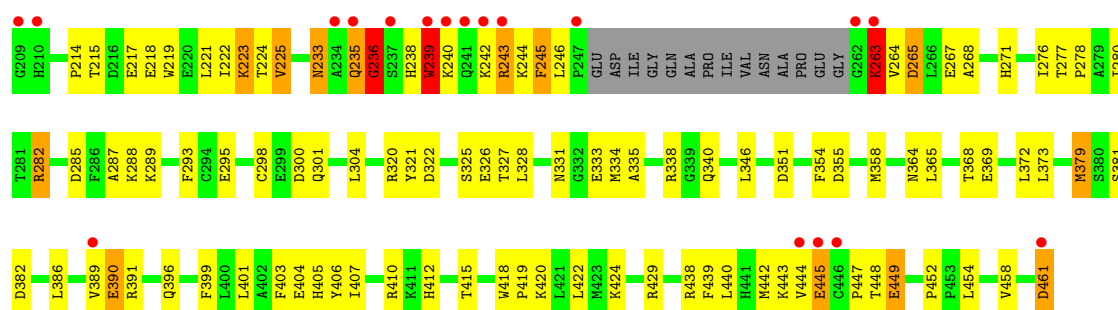 G209 H210 P214 T215 D216 E217 E218 W219 E220 L221 I222 K223 T224 V225 N233 A234 Q235 G236 S237 H238 W239 K240 Q241 K242 R243 K244 F245 L246 P247 GLU ASP ILE GLY GLN ALA PRO ILE VAL ASN ALA PRO GLU GLY G262 K263 V264 D265 L266 E267 A268 H271 I276 T277 P278 A279 I280
T281 R282 D285 F286 A287 K288 K289 F293 C294 E295 C298 E299 D300 Q301 L304 R320 Y321 D322 S325 E326 T327 L328 N331 G332 E333 M334 A335 R338 G339 Q340 L346 D351 F354 D355 M358 N364 L365 T368 E369 L372 L373 M379 S380 S381
D382 L386 V389 E390 R391 Q396 F399 L400 L401 A402 F403 E404 H405 Y406 I407 R410 K411 H412 T415 W418 P419 K420 L421 L422 M423 K424 R429 R438 F439 L440 H441 M442 K443 V444 E445 C446 P447 T448 E449 P452 P453 L454 V458 D461